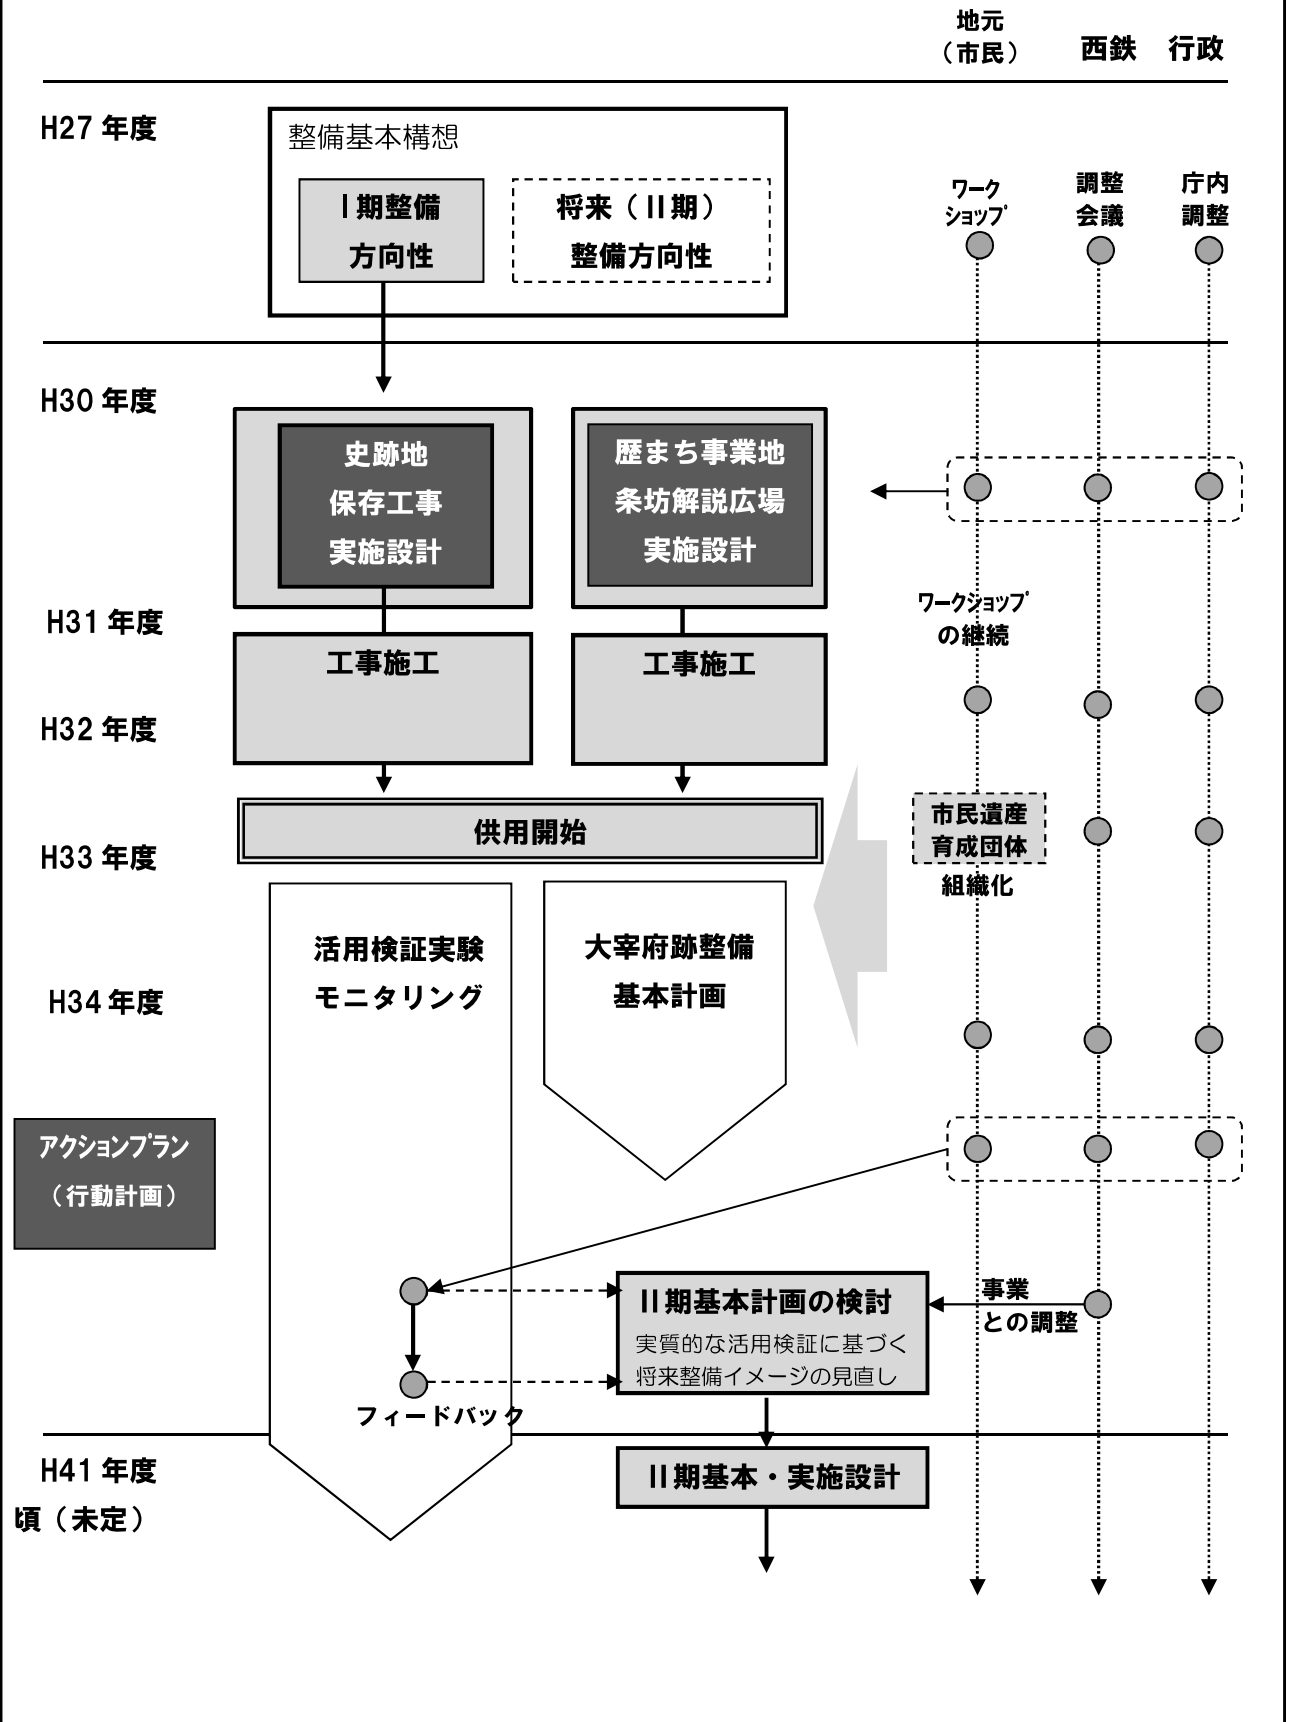 地元
（市民）
西鉄
行政
H27 年度
整備基本構想
Ⅰ期整備
方向性
将来（Ⅱ期）
整備方向性
ワーク
ショップ
調整
会議
庁内
調整
H30 年度
史跡地
保存工事
実施設計
歴まち事業地
条坊解説広場
実施設計
H31 年度
工事施工
工事施工
ワークショップ
の継続
H32 年度
供用開始
市民遺産
育成団体
組織化
H33 年度
活用検証実験
モニタリング
大宰府跡整備
基本計画
H34 年度
アクションプラン
（行動計画）
Ⅱ期基本計画の検討
実質的な活用検証に基づく
将来整備イメージの見直し
事業
との調整
フィードバック
H41 年度
頃（未定）
Ⅱ期基本・実施設計